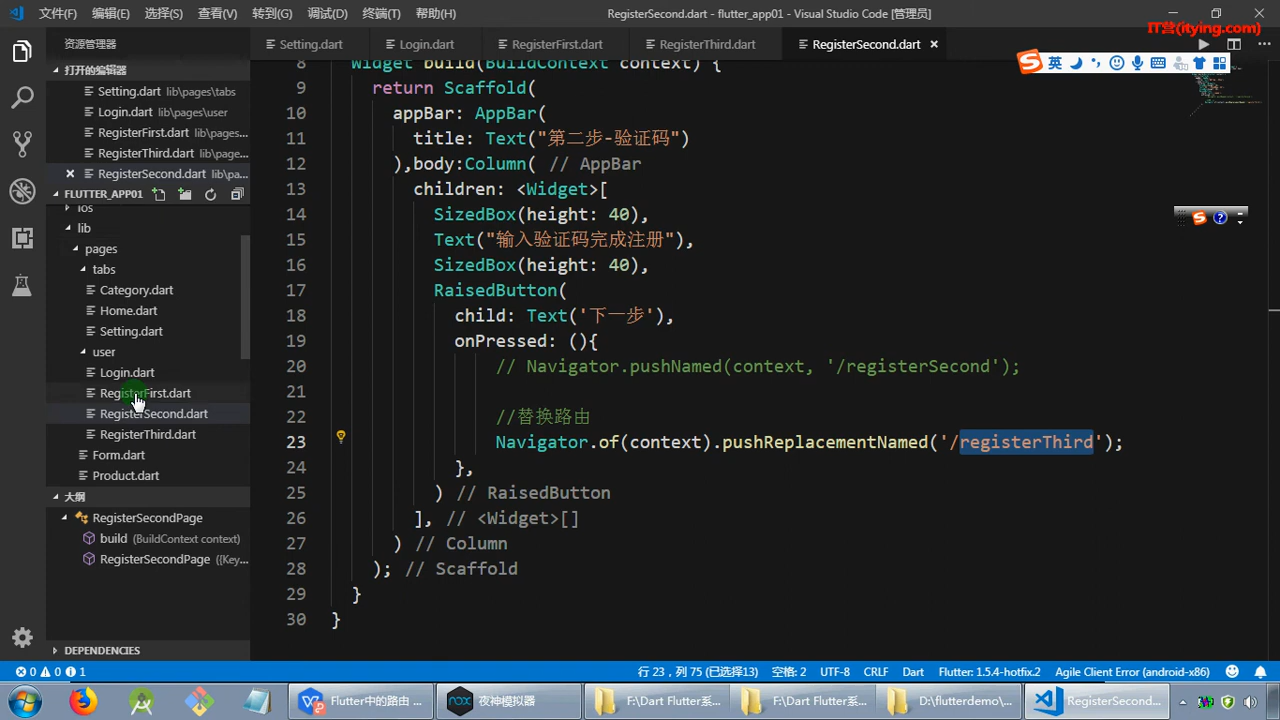 文件(F) 编辑(E) 选择(S) 查看(V) 转到(G) 调试(D) 终端(T) 帮助(H)
RegisterSecond.dart - flutter_app01 - Visual Studio Code [管理员]
IT营(itying.com)
资源管理器
Setting.dart
Login.dart
RegisterFirst.dart
RegisterThird.dart
RegisterSecond.dart
英
打开的编辑器
Setting.dart lib\pages\tabs
Login.dart lib\pages\user
RegisterFirst.dart lib\pages...
RegisterThird.dart lib\page...
RegisterSecond.dart lib\pa...
FLUTTER_APP01
ios
lib
pages
tabs
Category.dart
Home.dart
Setting.dart
user
Login.dart
RegisterFirst.dart
RegisterSecond.dart
RegisterThird.dart
Form.dart
Product.dart
大纲
RegisterSecondPage
build (BuildContext context)
RegisterSecondPage ({Key...
DEPENDENCIES
8 Widget build(BuildContext context) {
9 return Scaffold(
10 appBar: AppBar(
11 title: Text("第二步-验证码")
12 ),body:Column( // AppBar
13 children: <Widget>[
14 SizedBox(height: 40),
15 Text("输入验证码完成注册"),
16 SizedBox(height: 40),
17 RaisedButton(
18 child: Text('下一步'),
19 onPressed: (){
20 // Navigator.pushNamed(context, '/registerSecond');
21
22 //替换路由
23 Navigator.of(context).pushReplacementNamed('/registerThird');
24 },
25 ) // RaisedButton
26 ], // <Widget>[]
27 ) // Column
28 ); // Scaffold
29 }
30 }
0 0 1
行 23，列 75 (已选择13) 空格: 2 UTF-8 CRLF Dart Flutter: 1.5.4-hotfix.2 Agile Client Error (android-x86)
Flutter中的路由 ...
nox 夜神模拟器
F:\Dart Flutter系...
F:\Dart Flutter系...
D:\flutterdemo\...
RegisterSecond...